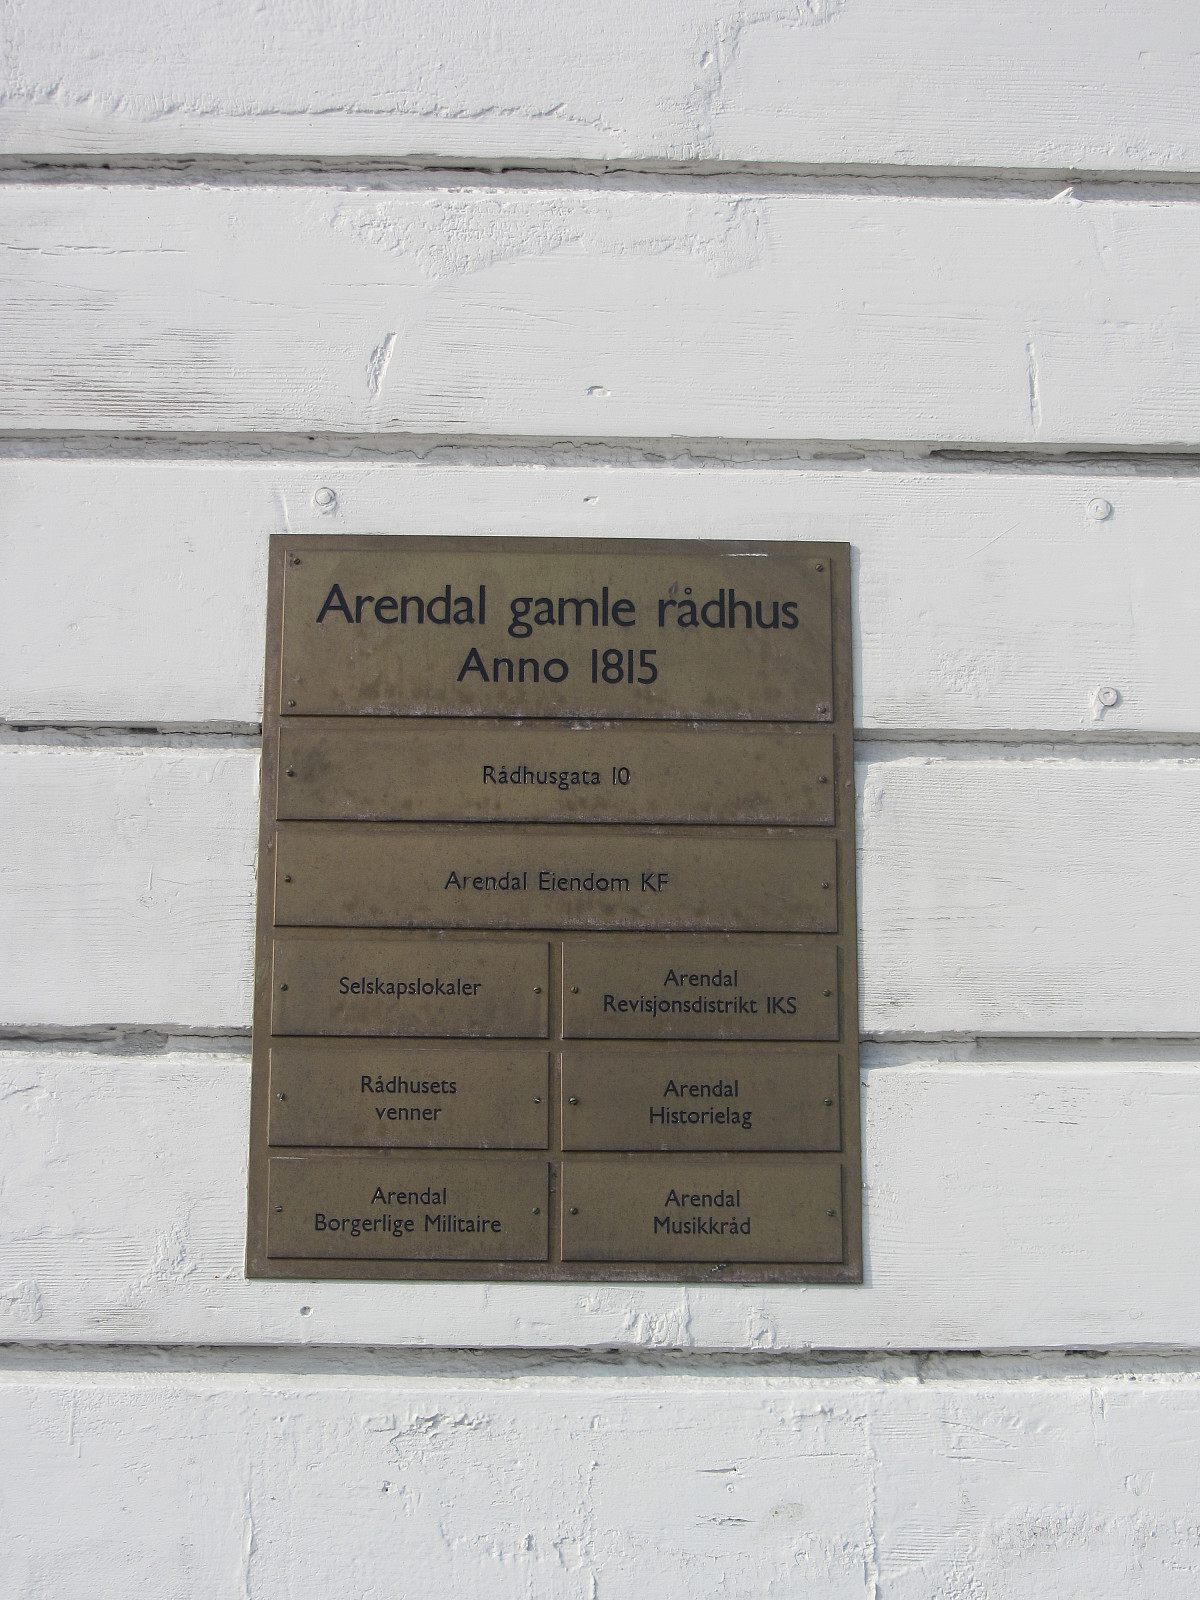 Arendal gamle rådhus
Anno 1815
Rådhusgata 10
Arendal Eiendom KF
Selskapslokaler
Arendal
Revisjonsdistrikt IKS
Rådhusets
venner
Arendal
Historielag
Arendal
Borgerlige Militaire
Arendal
Musikkråd